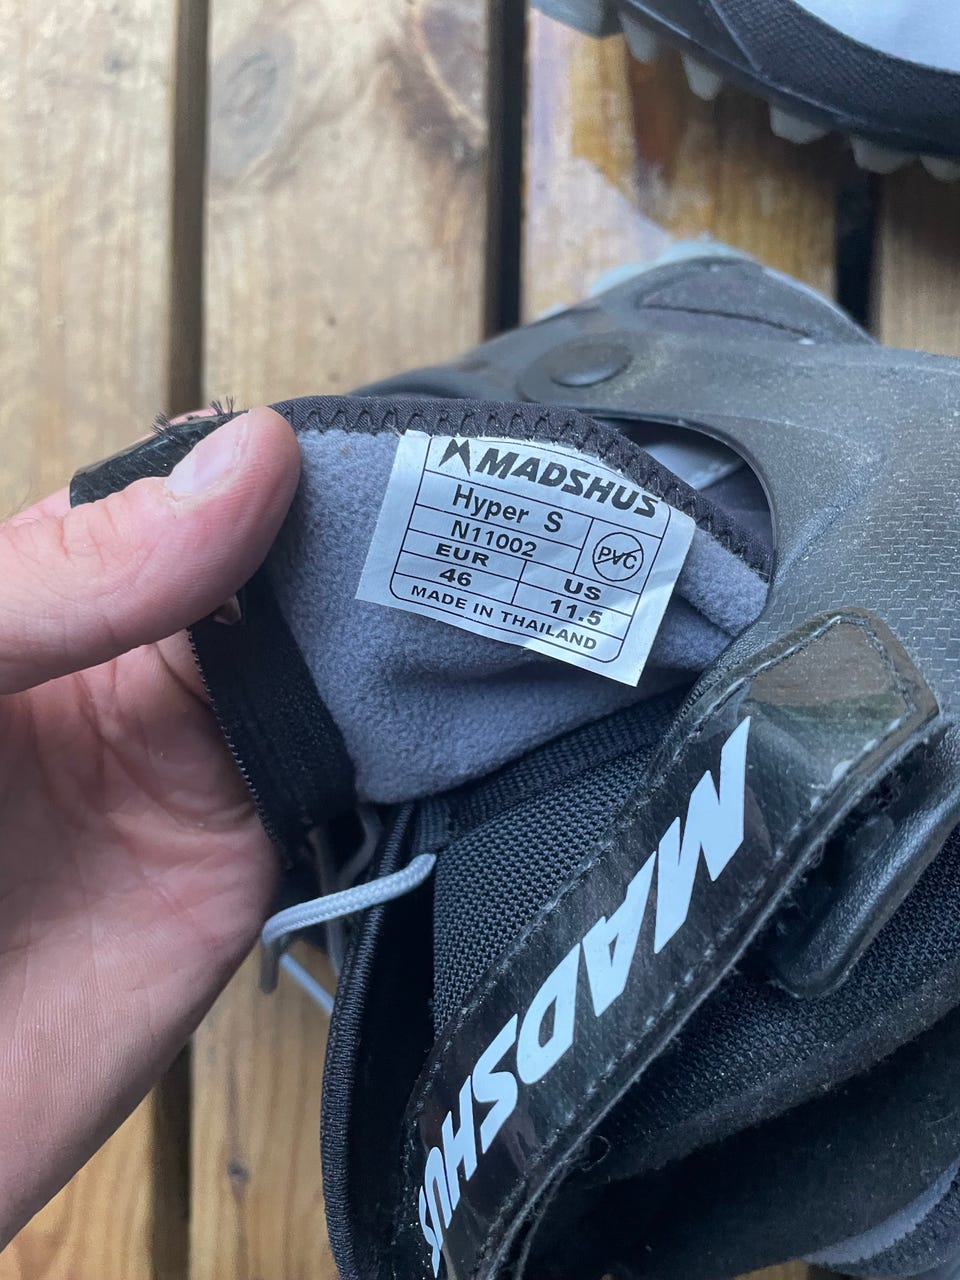 MADSHUS
Hyper S
N11002
PVC
EUR
US
46
11.5
MADE IN THAILAND
MADSHUS